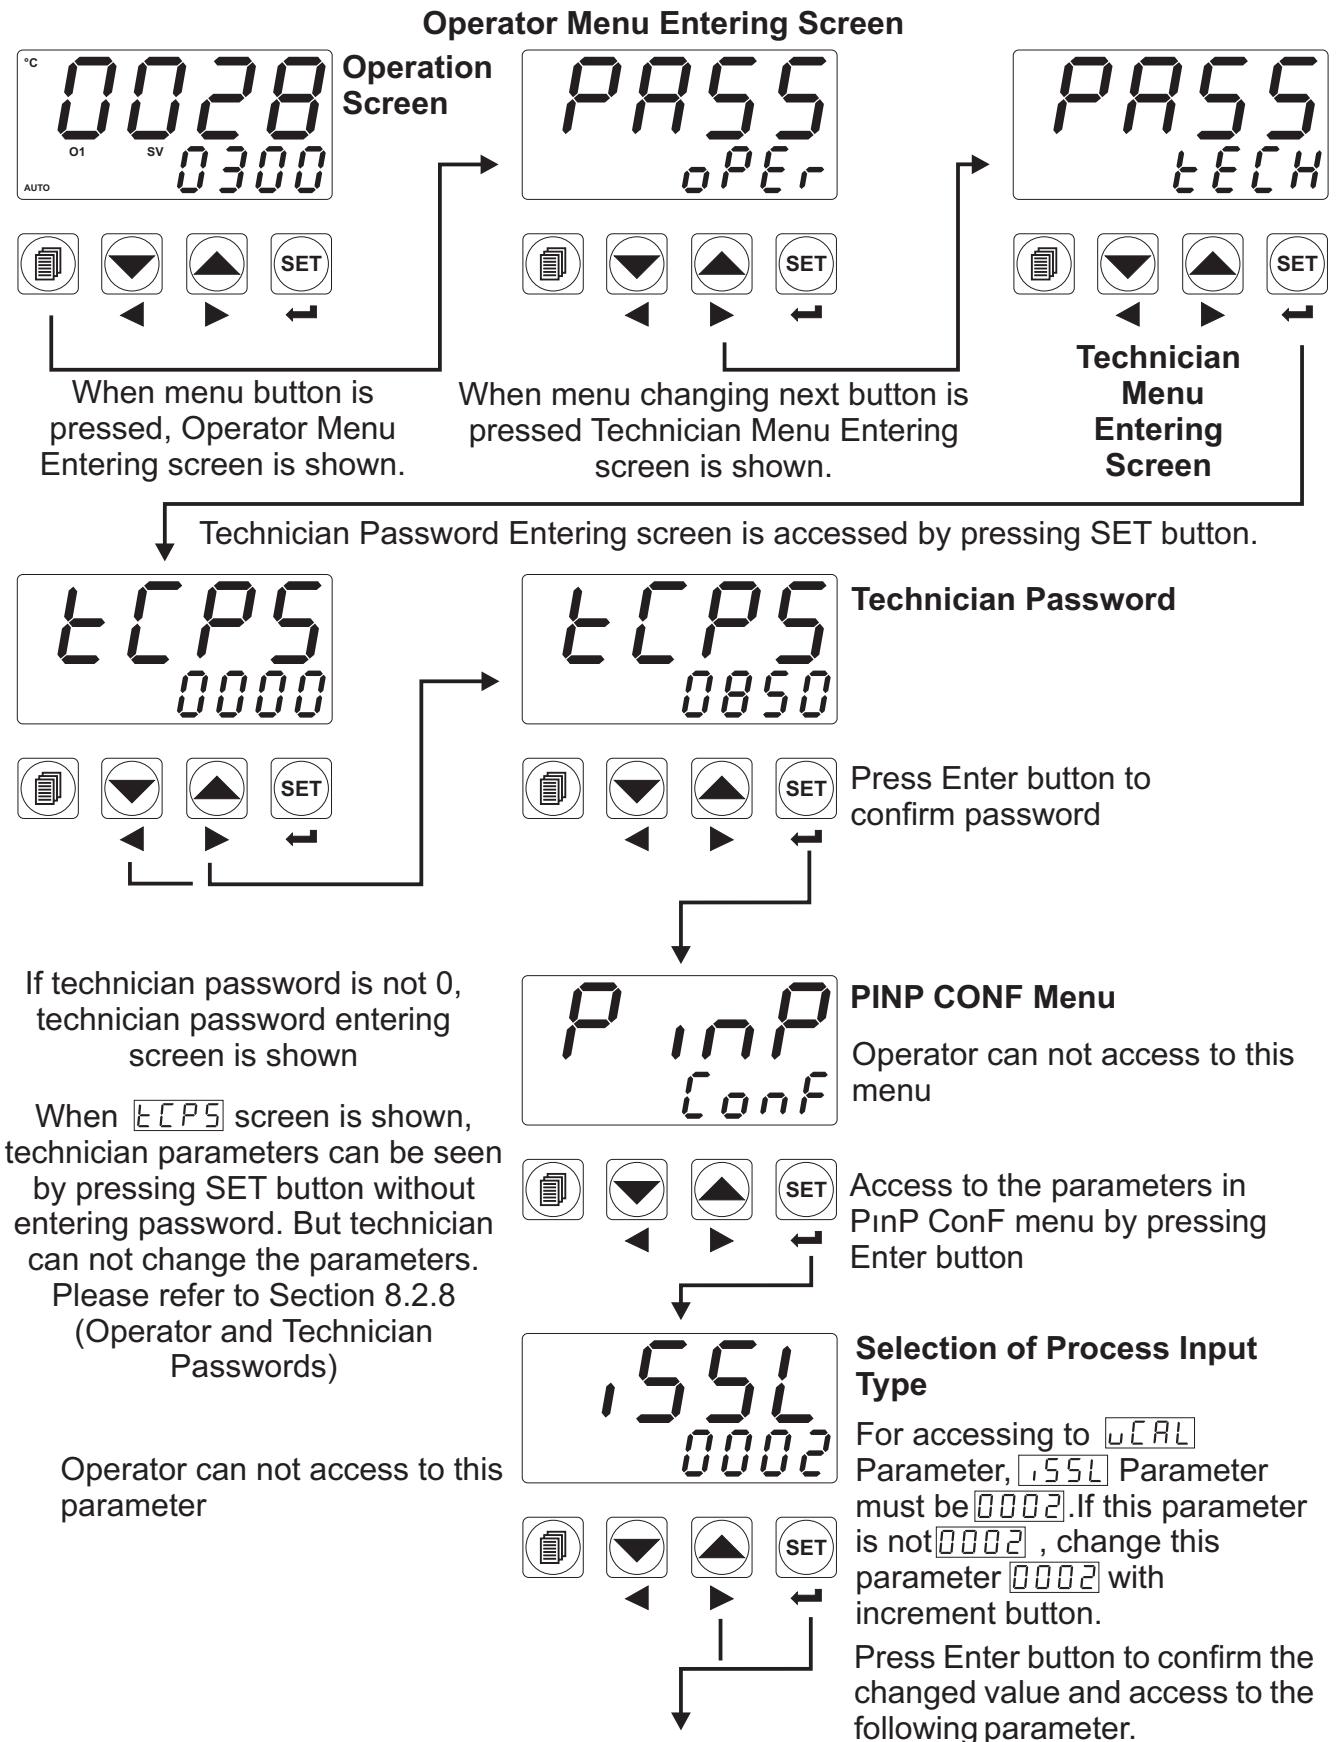 Operator Menu Entering Screen
°C
0028
Operation
Screen
O1 SV
0300
AUTO
PASS
oPEr
PASS
tECH
SET
SET
SET
When menu button is
pressed, Operator Menu
Entering screen is shown.
When menu changing next button is
pressed Technician Menu Entering
screen is shown.
Technician
Menu
Entering
Screen
Technician Password Entering screen is accessed by pressing SET button.
tCPS
0000
tCPS
0850
Technician Password
SET
SET
Press Enter button to
confirm password
If technician password is not 0,
technician password entering
screen is shown
When tCPS screen is shown,
technician parameters can be seen
by pressing SET button without
entering password. But technician
can not change the parameters.
Please refer to Section 8.2.8
(Operator and Technician
Passwords)
PınP
ConF
PINP CONF Menu
Operator can not access to this
menu
SET
Access to the parameters in
PınP ConF menu by pressing
Enter button
ıSSL
0002
Operator can not access to this
parameter
Selection of Process Input
Type
For accessing to uCAL
Parameter, ıSSL Parameter
must be 0002.If this parameter
is not 0002 , change this
parameter 0002 with
increment button.
SET
Press Enter button to confirm the
changed value and access to the
following parameter.